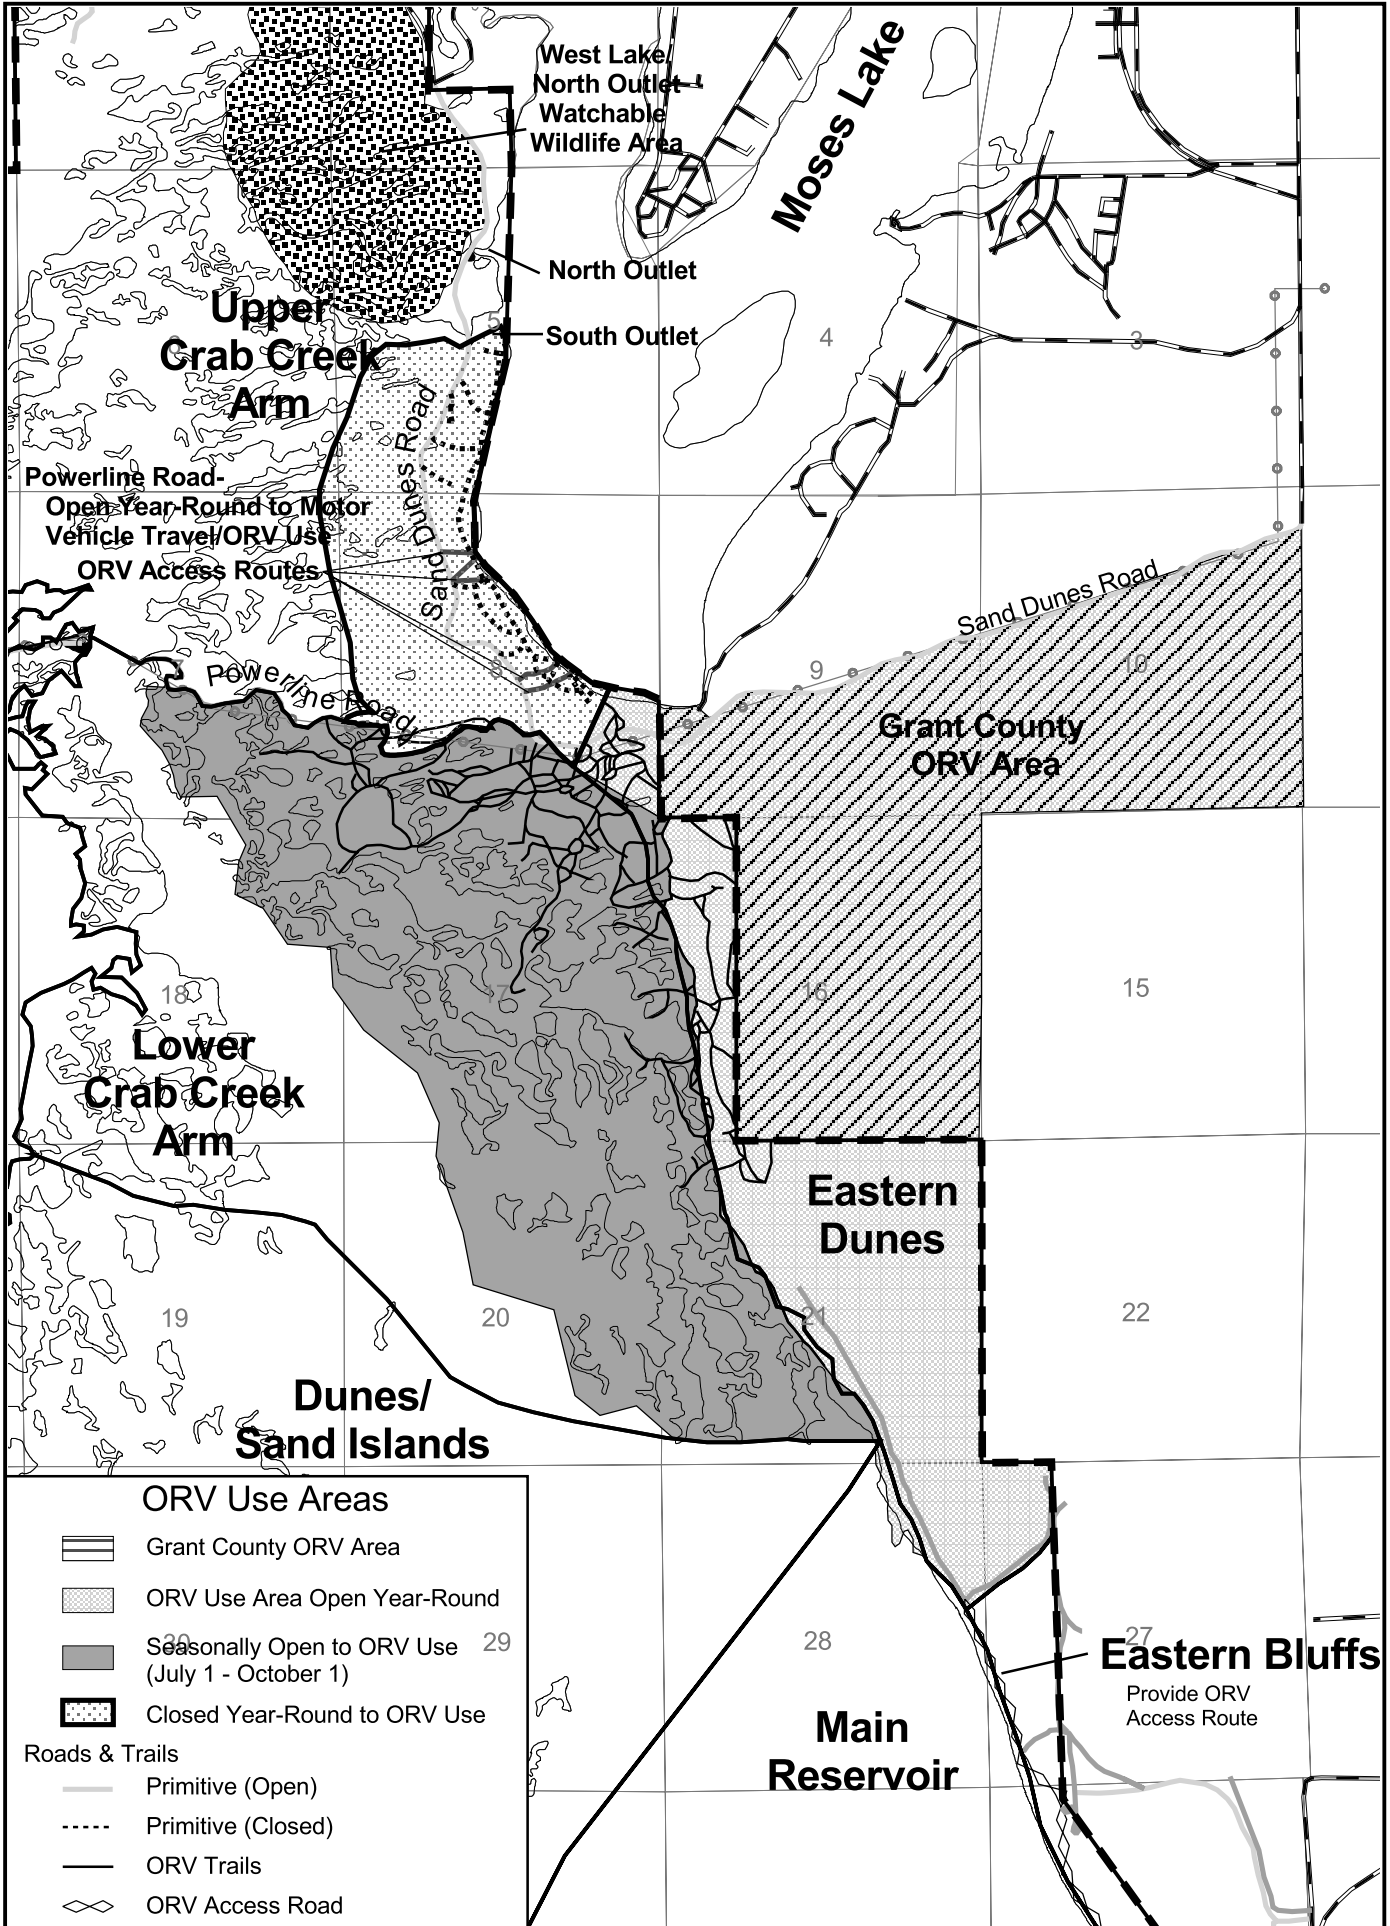 West Lake/
North Outlet
Watchable
Wildlife Area
Moses Lake
North Outlet
South Outlet
Upper
Crab Creek
Arm
5
6
4
3
Sand Dunes Road
Powerline Road-
Open Year-Round to Motor
Vehicle Travel/ORV Use
ORV Access Routes
Sand Dunes Road
7
8
9
10
Powerline Road
Grant County
ORV Area
18
17
16
15
Lower
Crab Creek
Arm
Eastern
Dunes
19
20
21
22
Dunes/
Sand Islands
ORV Use Areas
Grant County ORV Area
ORV Use Area Open Year-Round
Seasonally Open to ORV Use
(July 1 - October 1)
Closed Year-Round to ORV Use
Roads & Trails
Primitive (Open)
Primitive (Closed)
ORV Trails
ORV Access Road
30
29
28
27
Eastern Bluffs
Provide ORV
Access Route
Main
Reservoir